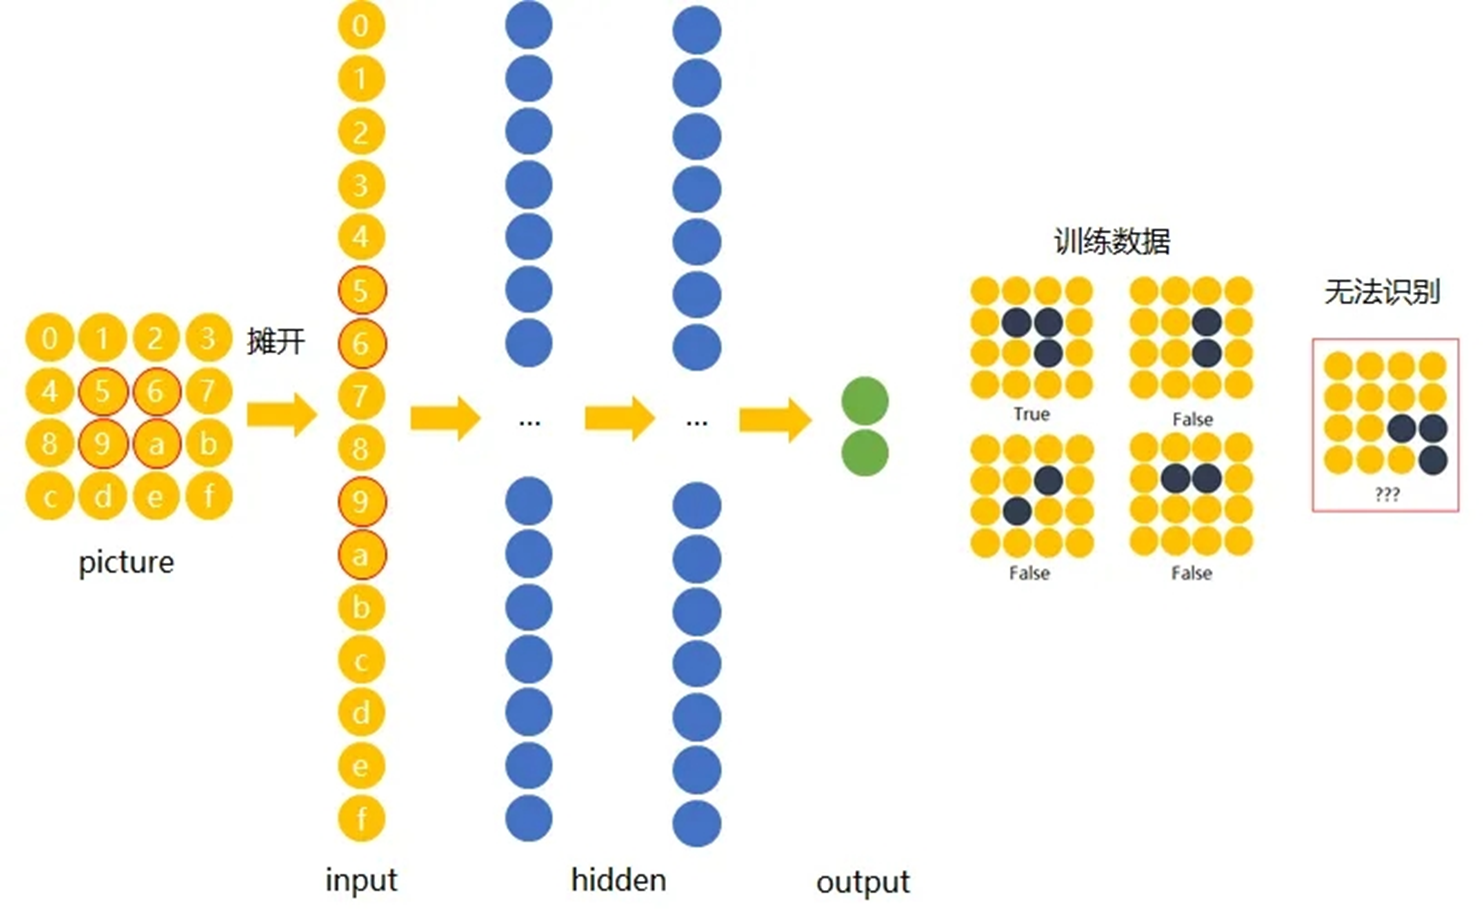 0 1 2 3
4 5 6 7
8 9 a b
c d e f
picture
摊开
0
1
2
3
4
5
6
7
8
9
a
b
c
d
e
f
input
...
...
hidden
output
训练数据
True
False
False
False
无法识别
???